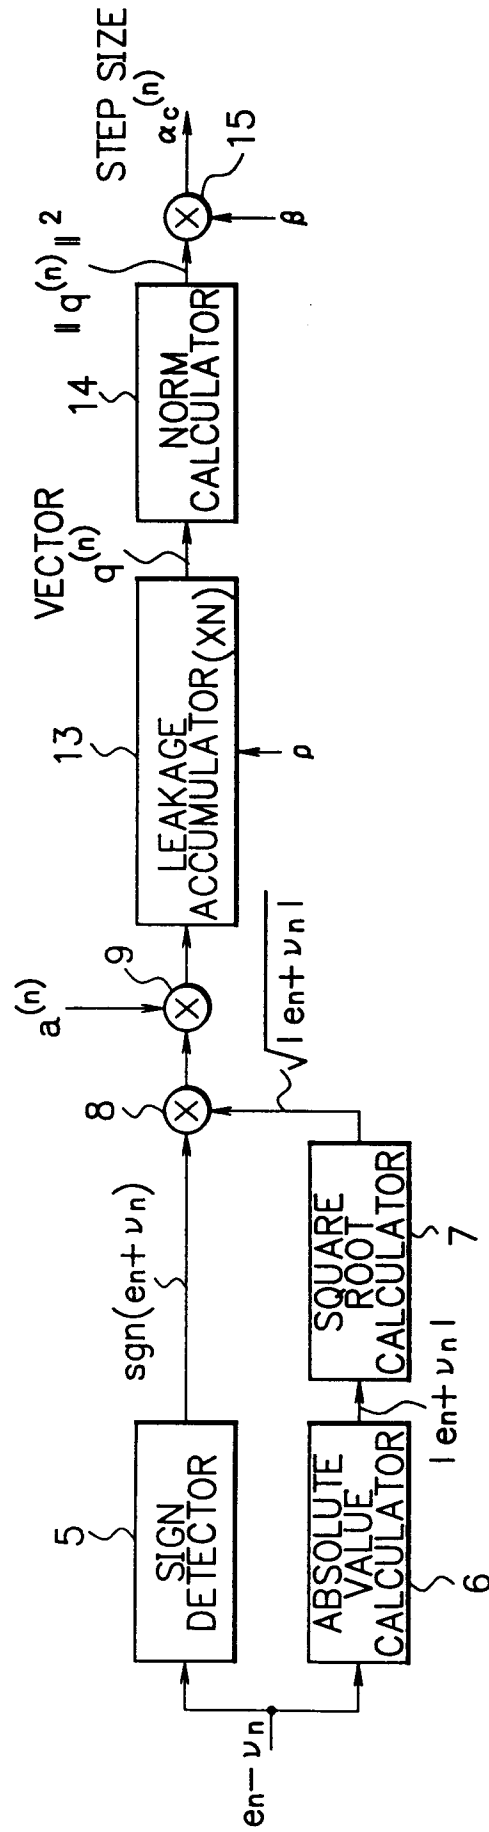 en−νn
5
SIGN
DETECTOR
sgn(en+νn)
6
ABSOLUTE
VALUE
CALCULATOR
|en+νn|
7
SQUARE
ROOT
CALCULATOR
√|en+νn|
8
×
a(n)
9
×
13
LEAKAGE
ACCUMULATOR(XN)
ρ
VECTOR
q(n)
14
NORM
CALCULATOR
‖q(n)‖2
15
×
β
STEP SIZE
αc(n)